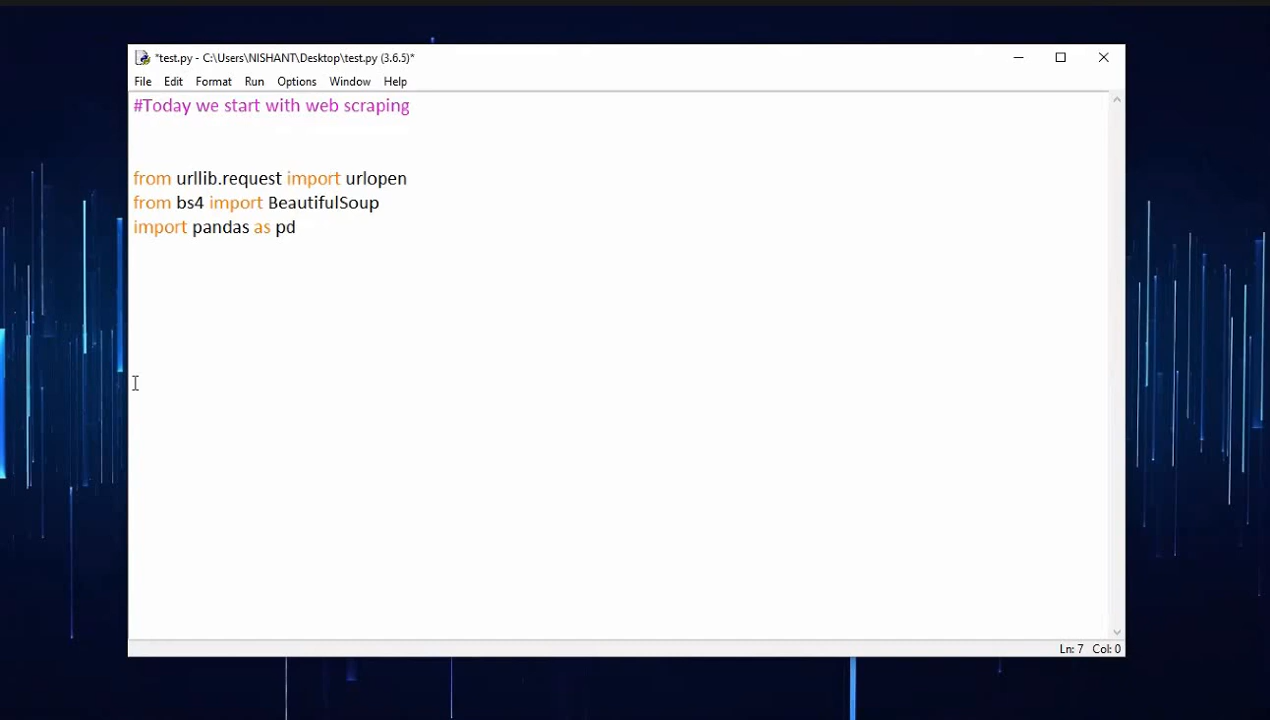 *test.py - C:\Users\NISHANT\Desktop\test.py (3.6.5)*
File Edit Format Run Options Window Help
#Today we start with web scraping
from urllib.request import urlopen
from bs4 import BeautifulSoup
import pandas as pd
Ln: 7 Col: 0